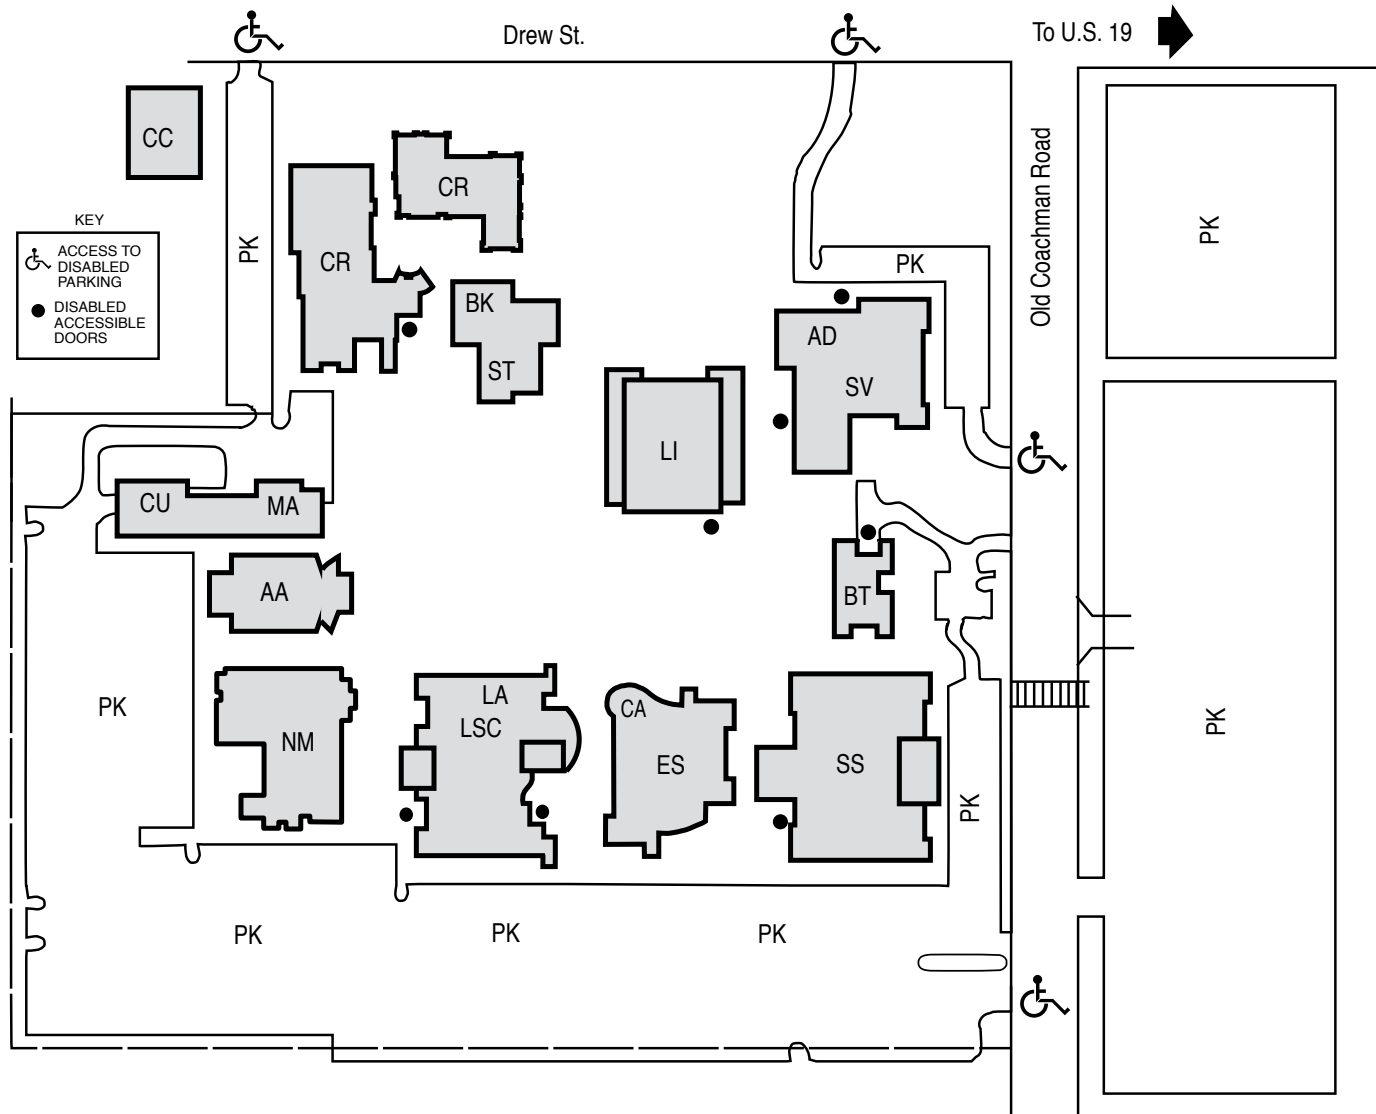 Drew St.
To U.S. 19
CC
CR
CR
KEY
ACCESS TO
DISABLED
PARKING
DISABLED
ACCESSIBLE
DOORS
PK
PK
PK
Old Coachman Road
BK
ST
AD
SV
LI
CU
MA
AA
BT
PK
NM
LA
LSC
CA
ES
SS
PK
PK
PK
PK
PK